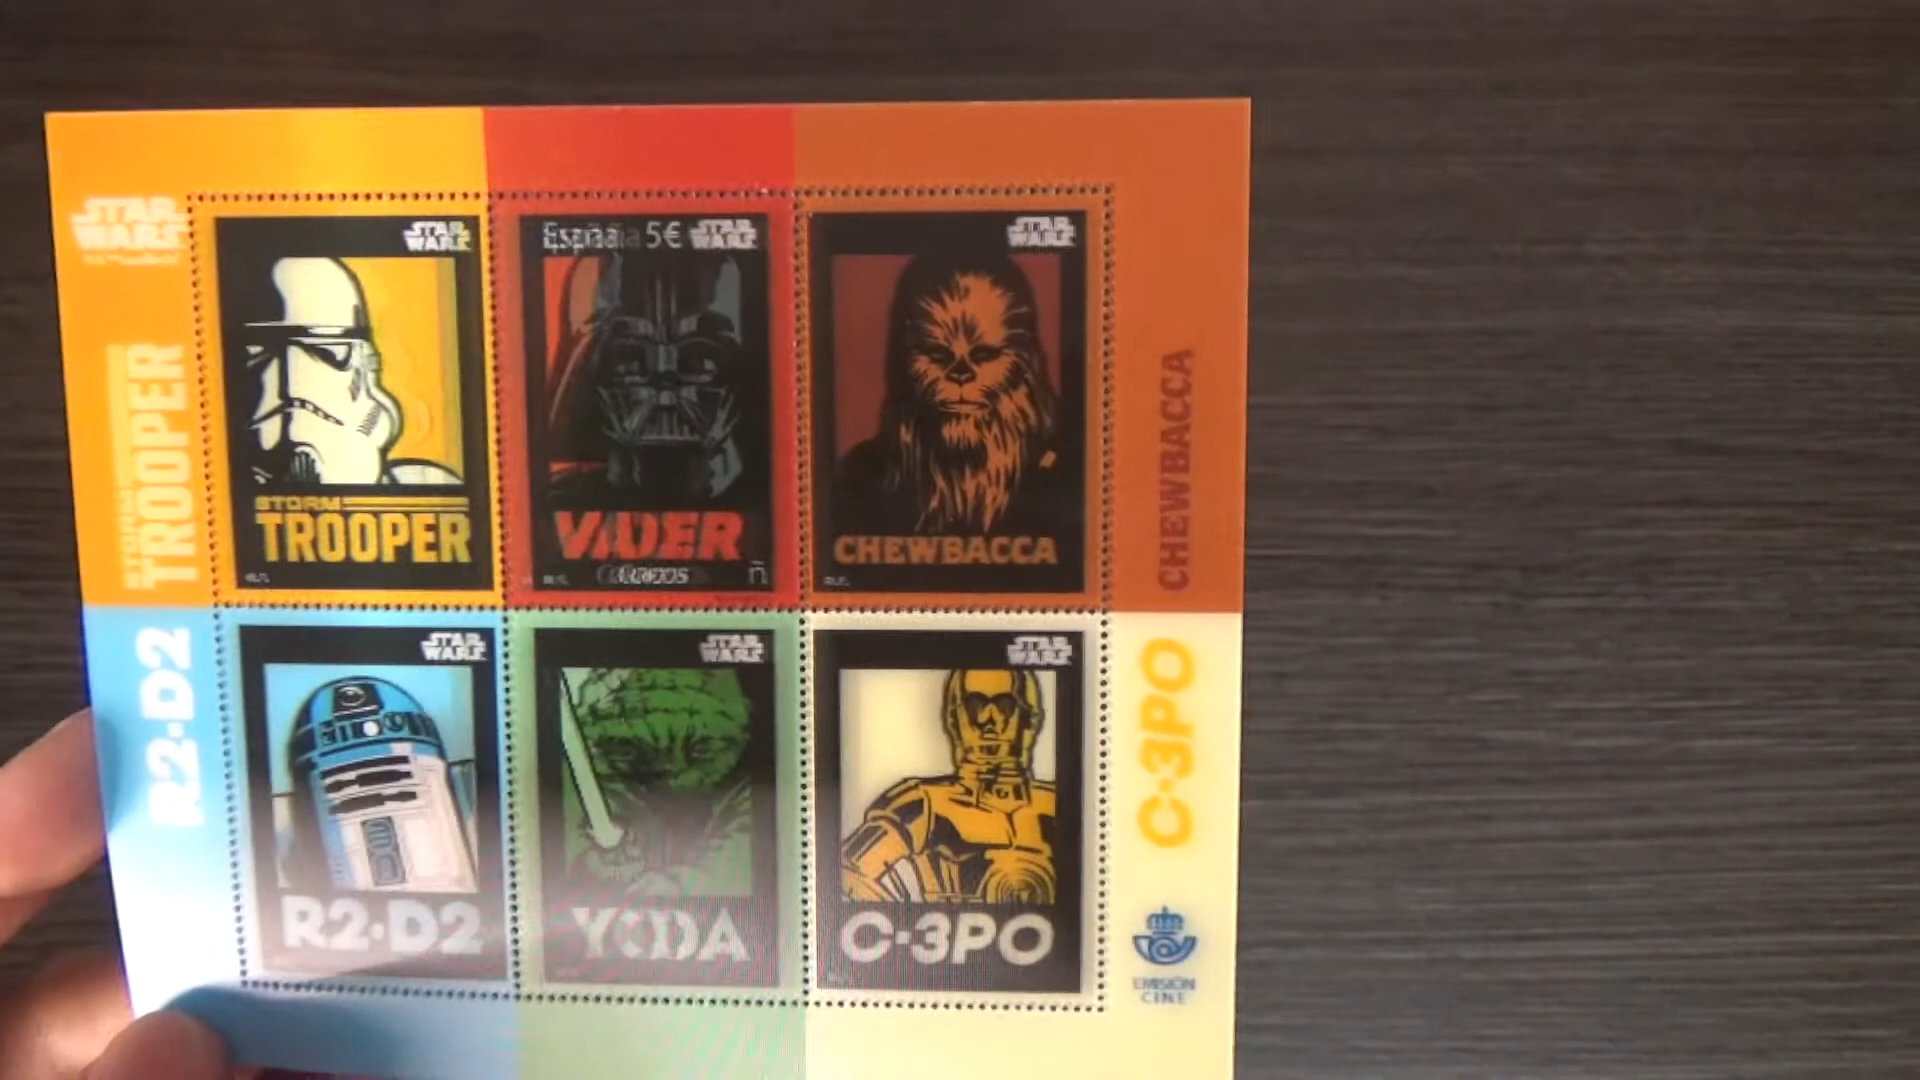 STAR
WARS
STORM
TROOPER
STAR
WARS
STORM
TROOPER
España 5€
STAR
WARS
VADER
CORREOS
STAR
WARS
CHEWBACCA
CHEWBACCA
R2-D2
STAR
WARS
R2-D2
STAR
WARS
YODA
STAR
WARS
C-3PO
C-3PO
EMISIÓN
CINE